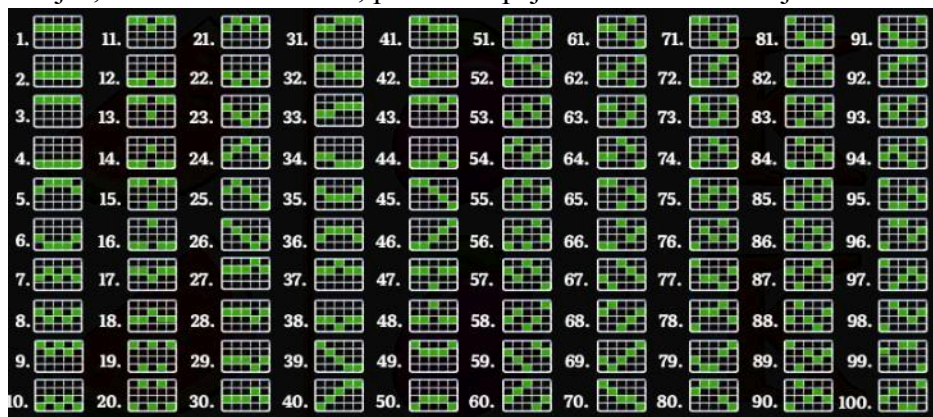 1. 11. 21. 31. 41. 51. 61. 71. 81. 91.
2. 12. 22. 32. 42. 52. 62. 72. 82. 92.
3. 13. 23. 33. 43. 53. 63. 73. 83. 93.
4. 14. 24. 34. 44. 54. 64. 74. 84. 94.
5. 15. 25. 35. 45. 55. 65. 75. 85. 95.
6. 16. 26. 36. 46. 56. 66. 76. 86. 96.
7. 17. 27. 37. 47. 57. 67. 77. 87. 97.
8. 18. 28. 38. 48. 58. 68. 78. 88. 98.
9. 19. 29. 39. 49. 59. 69. 79. 89. 99.
10. 20. 30. 40. 50. 60. 70. 80. 90. 100.